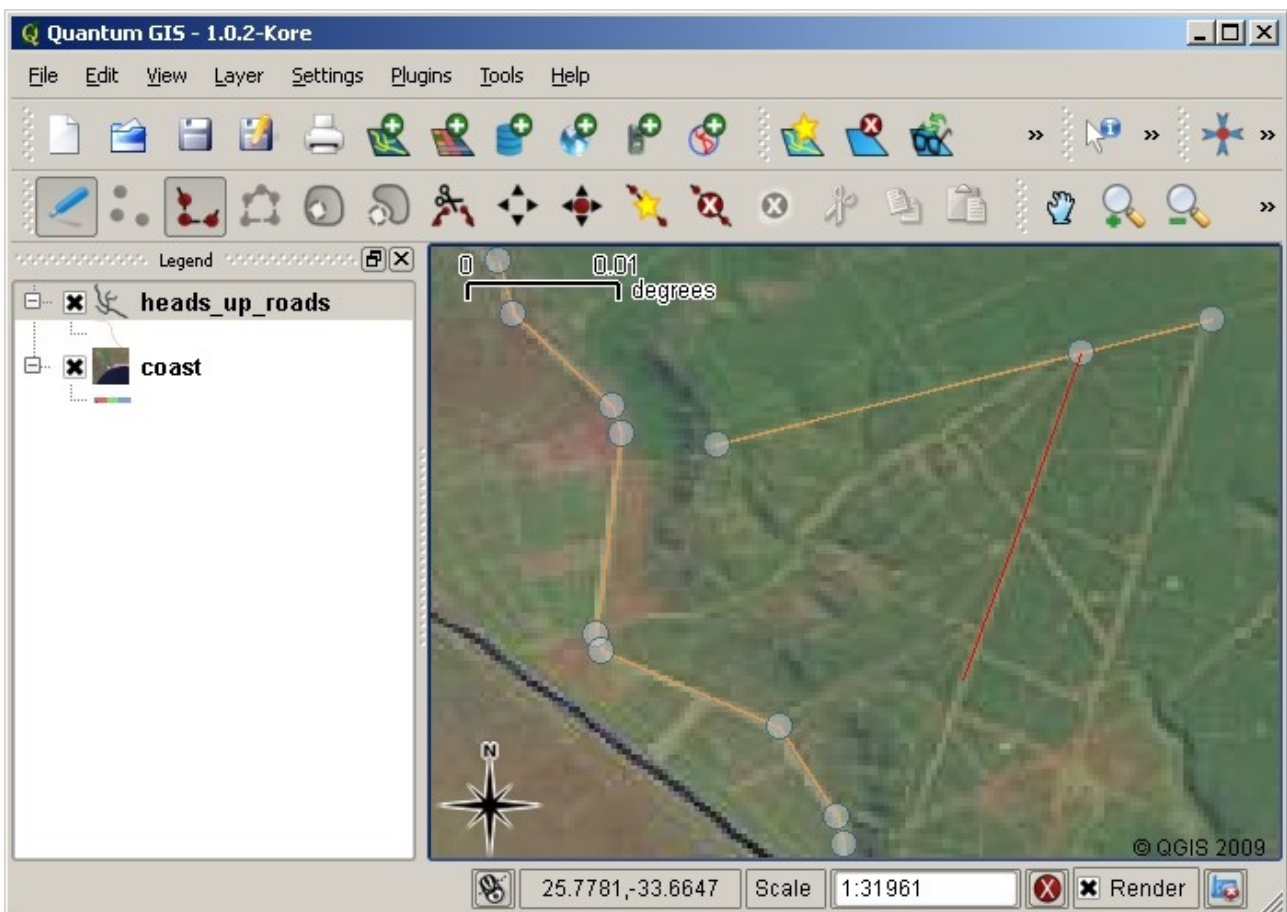 Quantum GIS - 1.0.2-Kore
File Edit View Layer Settings Plugins Tools Help
Legend
heads_up_roads
coast
0 0.01
degrees
N
© QGIS 2009
25.7781,-33.6647 Scale 1:31961 Render